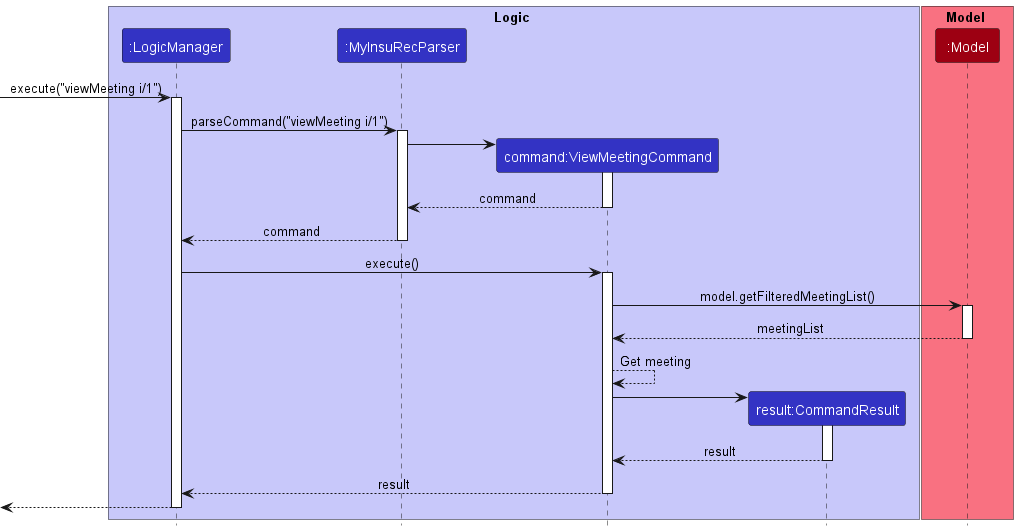 Logic
Model
:LogicManager
:MyInsuRecParser
:Model
execute("viewMeeting i/1")
parseCommand("viewMeeting i/1")
command:ViewMeetingCommand
command
command
execute()
model.getFilteredMeetingList()
meetingList
Get meeting
result:CommandResult
result
result